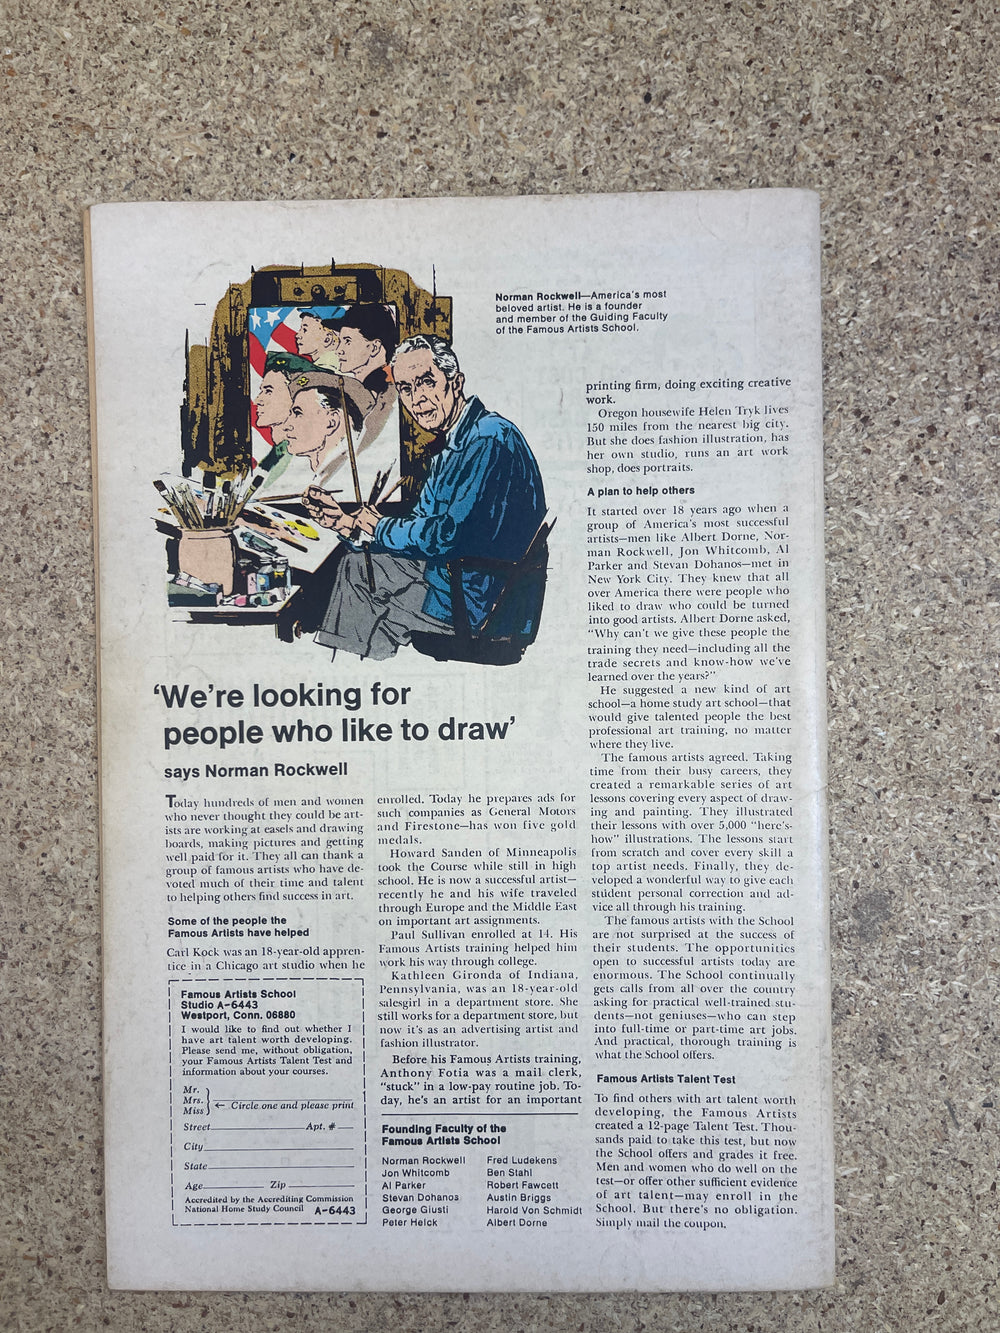 Norman Rockwell—America's most
beloved artist. He is a founder
and member of the Guiding Faculty
of the Famous Artists School.
'We're looking for
people who like to draw'
says Norman Rockwell
Today hundreds of men and women
who never thought they could be art-
ists are working at easels and drawing
boards, making pictures and getting
well paid for it. They all can thank a
group of famous artists who have de-
voted much of their time and talent
to helping others find success in art.
Some of the people the
Famous Artists have helped
Carl Kock was an 18-year-old appren-
tice in a Chicago art studio when he
enrolled. Today he prepares ads for
such companies as General Motors
and Firestone—has won five gold
medals.
Howard Sanden of Minneapolis
took the Course while still in high
school. He is now a successful artist—
recently he and his wife traveled
through Europe and the Middle East
on important art assignments.
Paul Sullivan enrolled at 14. His
Famous Artists training helped him
work his way through college.
Kathleen Gironda of Indiana,
Pennsylvania, was an 18-year-old
salesgirl in a department store. She
still works for a department store, but
now it's as an advertising artist and
fashion illustrator.
Before his Famous Artists training,
Anthony Fotia was a mail clerk,
"stuck" in a low-pay routine job. To-
day, he's an artist for an important
printing firm, doing exciting creative
work.
Oregon housewife Helen Tryk lives
150 miles from the nearest big city.
But she does fashion illustration, has
her own studio, runs an art work
shop, does portraits.
A plan to help others
It started over 18 years ago when a
group of America's most successful
artists—men like Albert Dorne, Nor-
man Rockwell, Jon Whitcomb, Al
Parker and Stevan Dohanos—met in
New York City. They knew that all
over America there were people who
liked to draw who could be turned
into good artists. Albert Dorne asked,
"Why can't we give these people the
training they need—including all the
trade secrets and know-how we've
learned over the years?"
He suggested a new kind of art
school—a home study art school—that
would give talented people the best
professional art training, no matter
where they live.
The famous artists agreed. Taking
time from their busy careers, they
created a remarkable series of art
lessons covering every aspect of draw-
ing and painting. They illustrated
their lessons with over 5,000 "here's-
how" illustrations. The lessons start
from scratch and cover every skill a
top artist needs. Finally, they de-
veloped a wonderful way to give each
student personal correction and ad-
vice all through his training.
The famous artists with the School
are not surprised at the success of
their students. The opportunities
open to successful artists today are
enormous. The School continually
gets calls from all over the country
asking for practical well-trained stu-
dents—not geniuses—who can step
into full-time or part-time art jobs.
And practical, thorough training is
what the School offers.
Famous Artists Talent Test
To find others with art talent worth
developing, the Famous Artists
created a 12-page Talent Test. Thou-
sands paid to take this test, but now
the School offers and grades it free.
Men and women who do well on the
test—or offer other sufficient evidence
of art talent—may enroll in the
School. But there's no obligation.
Simply mail the coupon.
Famous Artists School
Studio A-6443
Westport, Conn. 06880
I would like to find out whether I
have art talent worth developing.
Please send me, without obligation,
your Famous Artists Talent Test and
information about your courses.
Mr.
Mrs.
Miss
← Circle one and please print
Street Apt. #
City
State
Age Zip
Accredited by the Accrediting Commission
National Home Study Council A-6443
Founding Faculty of the
Famous Artists School
Norman Rockwell
Jon Whitcomb
Al Parker
Stevan Dohanos
George Giusti
Peter Helck
Fred Ludekens
Ben Stahl
Robert Fawcett
Austin Briggs
Harold Von Schmidt
Albert Dorne